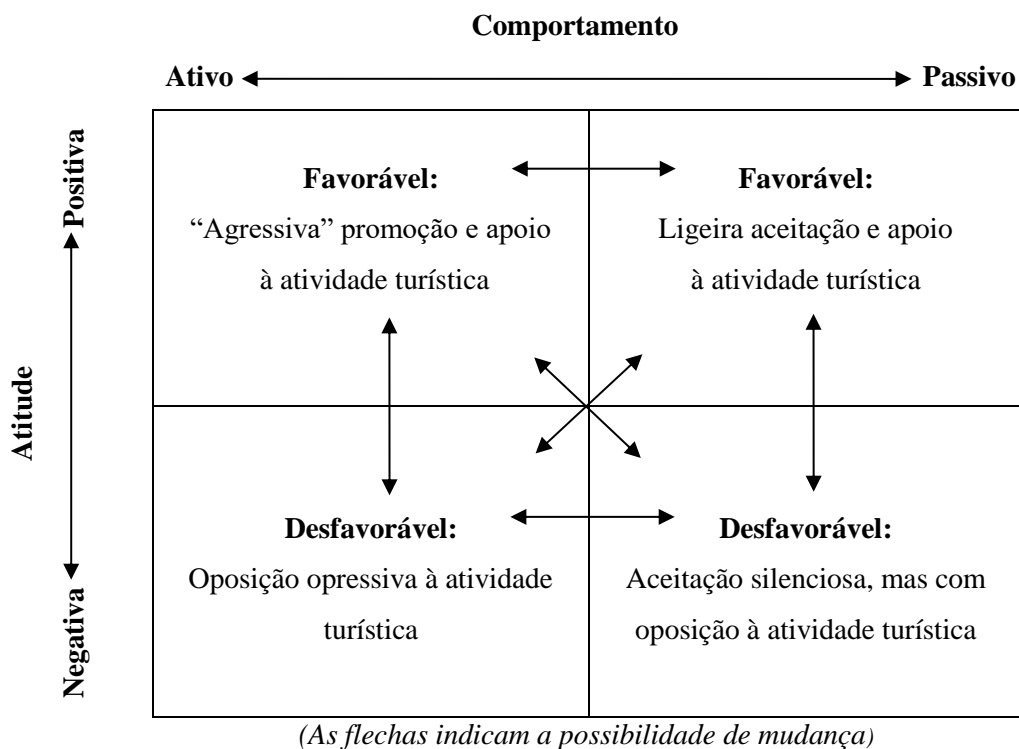 Comportamento
Ativo Passivo
Positiva
Atitude
Negativa
Favorável:
“Agressiva” promoção e apoio
à atividade turística
Favorável:
Ligeira aceitação e apoio
à atividade turística
Desfavorável:
Oposição opressiva à atividade
turística
Desfavorável:
Aceitação silenciosa, mas com
oposição à atividade turística
(As flechas indicam a possibilidade de mudança)